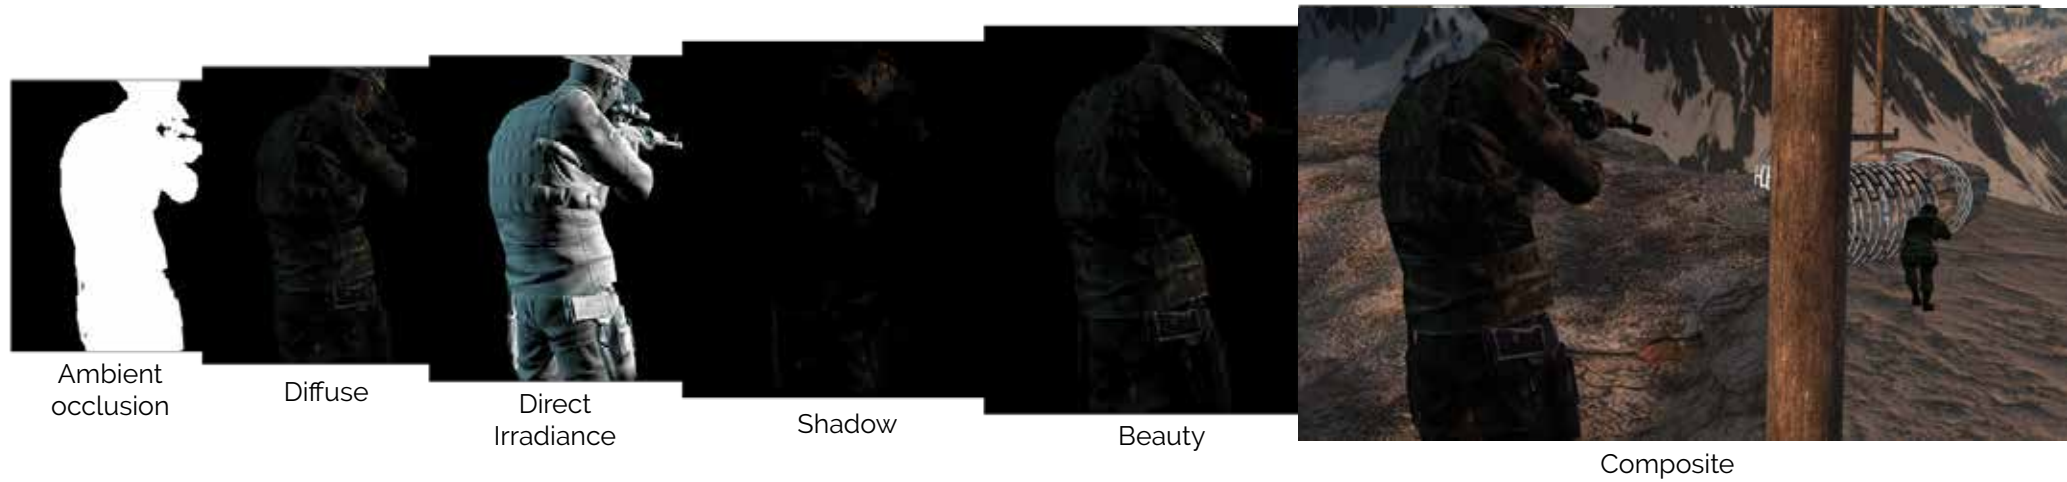 Ambient
occlusion
Diffuse
Direct
Irradiance
Shadow
Beauty
Composite